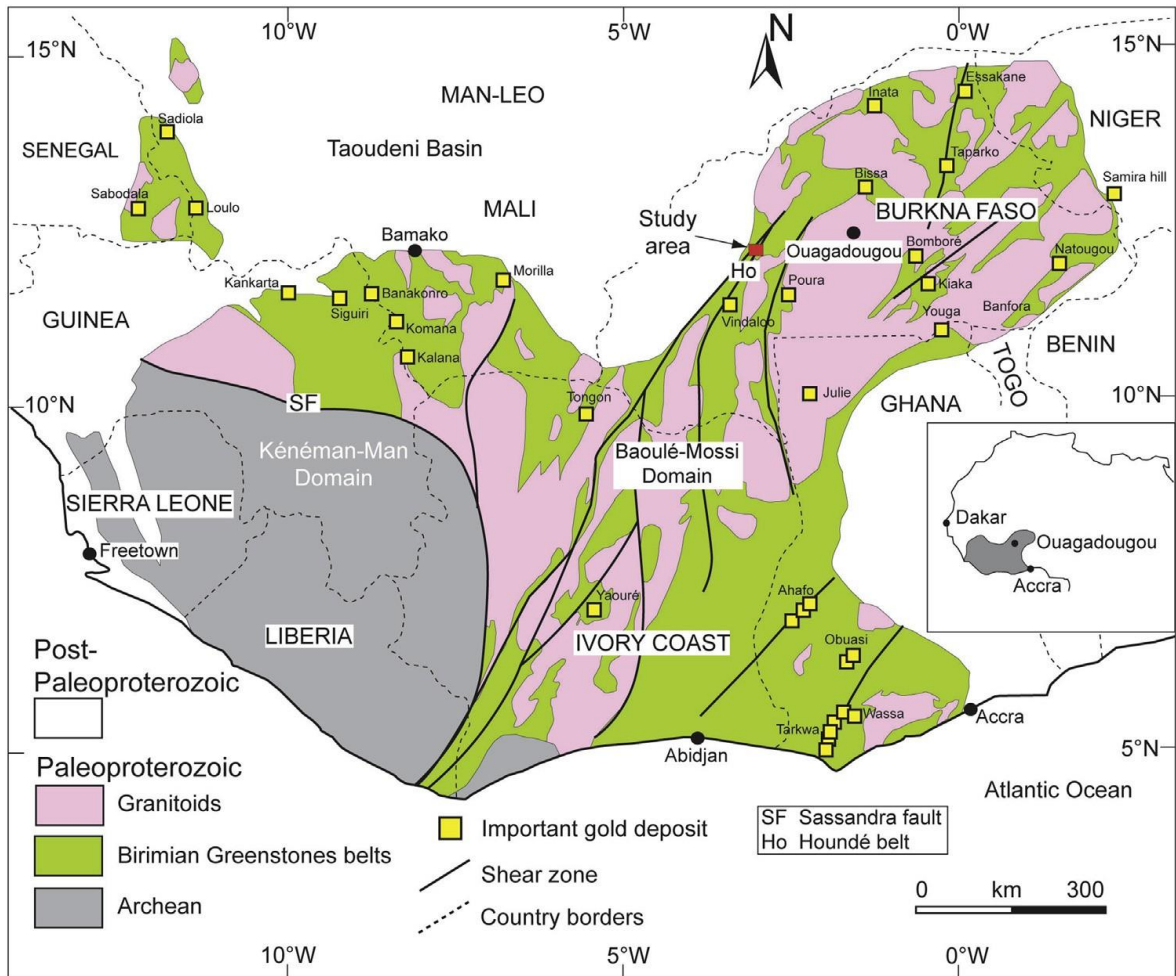 10°W
5°W
N
0°W
15°N
15°N
Essakane
Inata
MAN-LEO
NIGER
Sadiola
SENEGAL
Taoudeni Basin
Taparko
Bissa
Samira hill
Sabodala
Loulo
MALI
Study
area
BURKNA FASO
Bamako
Ouagadougou
Bomboré
Natougou
Ho
Morilla
Kankarta
Banakonro
Poura
Kiaka
Siguiri
Banfora
GUINEA
Vindaloo
Youga
Komana
BENIN
Kalana
TOGO
10°N
SF
Tongon
Julie
GHANA
10°N
Kénéman-Man
Domain
Baoulé-Mossi
Domain
SIERRA LEONE
Dakar
Ouagadougou
Freetown
Accra
Ahafo
Yaouré
LIBERIA
IVORY COAST
Obuasi
Post-
Paleoproterozoic
Wassa
Tarkwa
Accra
Abidjan
5°N
Paleoproterozoic
Granitoids
Birimian Greenstones belts
Archean
Important gold deposit
Shear zone
Country borders
SF Sassandra fault
Ho Houndé belt
Atlantic Ocean
0 km 300
10°W
5°W
0°W